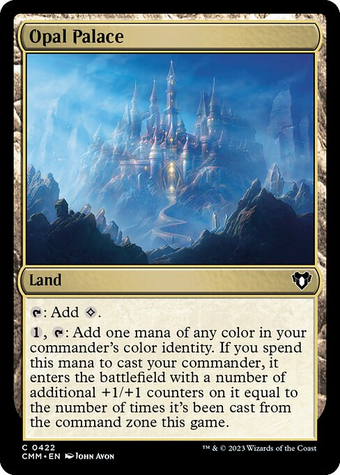 Opal Palace
Land
: Add .
1, : Add one mana of any color in your
commander's color identity. If you spend
this mana to cast your commander, it
enters the battlefield with a number of
additional +1/+1 counters on it equal to
the number of times it's been cast from
the command zone this game.
C 0422
CMM • EN John Avon
™ & © 2023 Wizards of the Coast